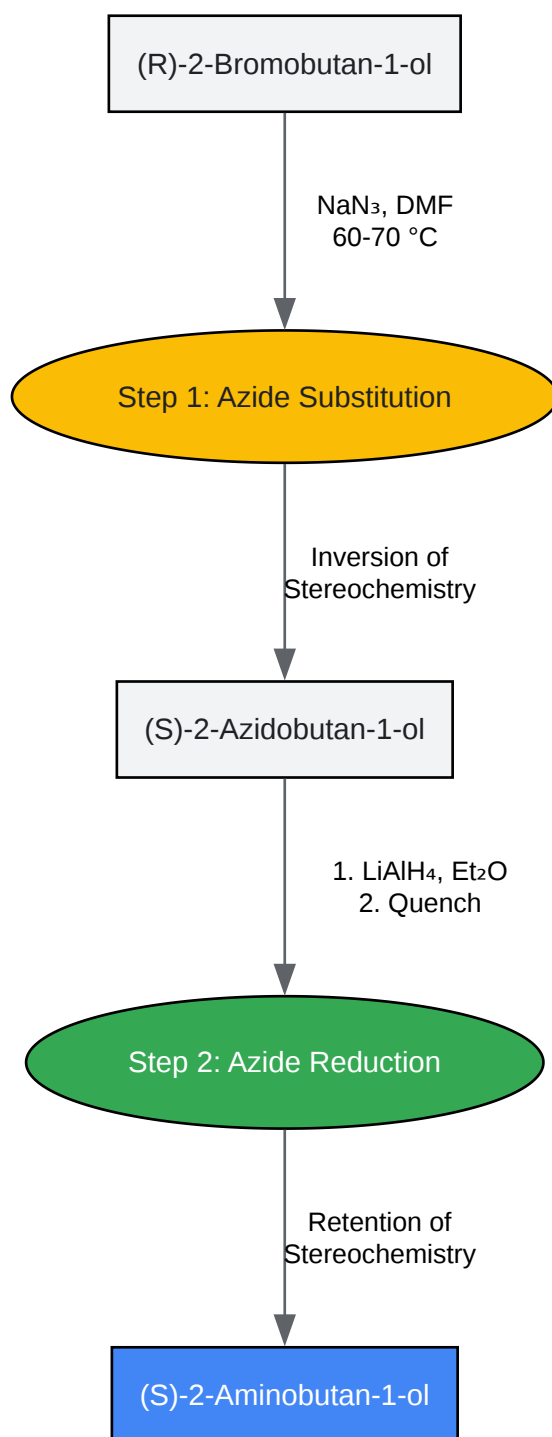 (R)-2-Bromobutan-1-ol
NaN₃, DMF
60-70 °C
Step 1: Azide Substitution
Inversion of
Stereochemistry
(S)-2-Azidobutan-1-ol
1. LiAlH₄, Et₂O
2. Quench
Step 2: Azide Reduction
Retention of
Stereochemistry
(S)-2-Aminobutan-1-ol